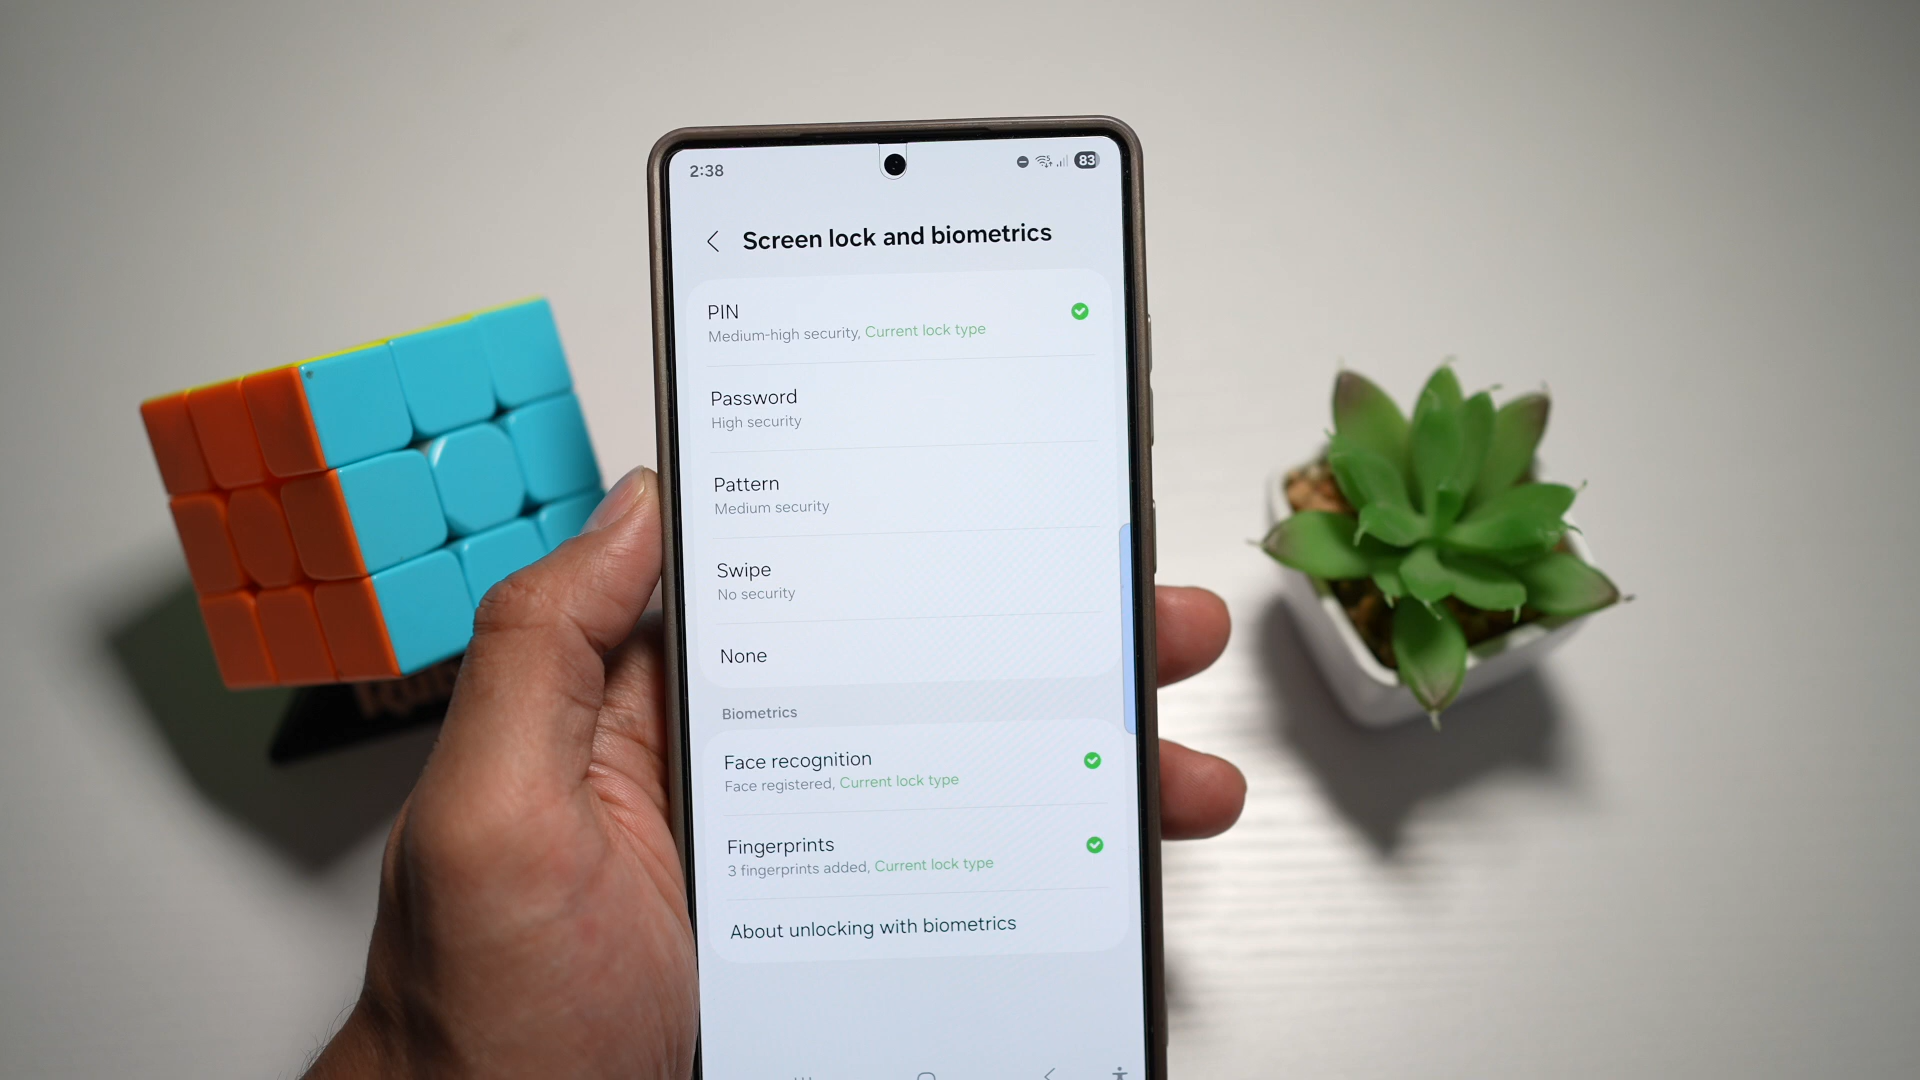 2:38
83
Screen lock and biometrics
PIN
Medium-high security, Current lock type
Password
High security
Pattern
Medium security
Swipe
No security
None
Biometrics
Face recognition
Face registered, Current lock type
Fingerprints
3 fingerprints added, Current lock type
About unlocking with biometrics